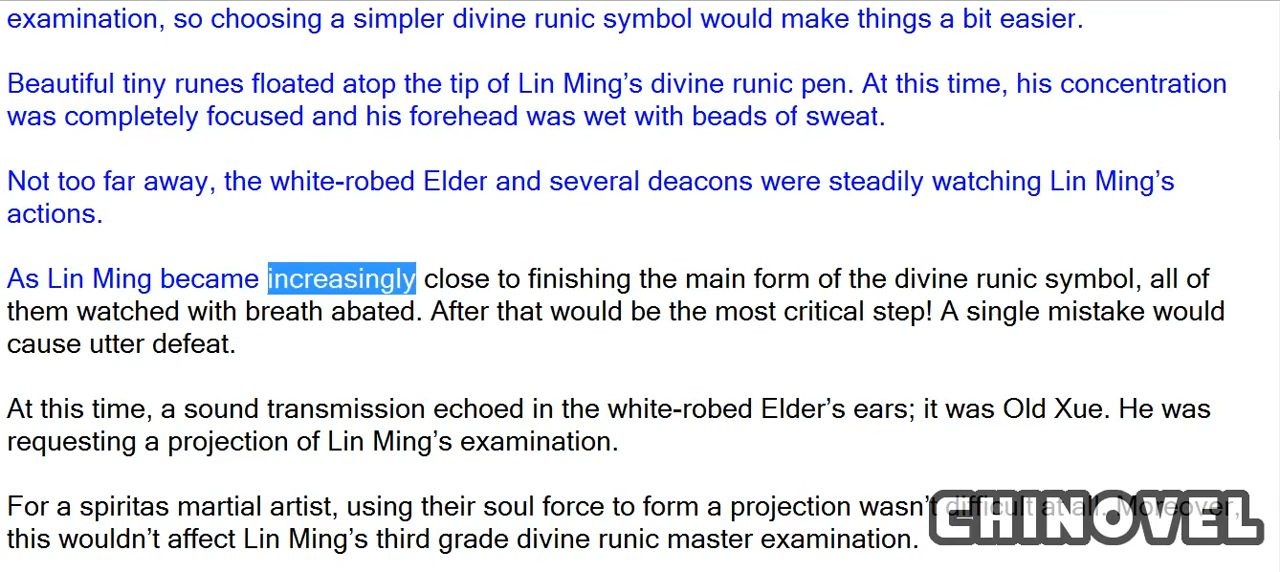 examination, so choosing a simpler divine runic symbol would make things a bit easier.
Beautiful tiny runes floated atop the tip of Lin Ming’s divine runic pen. At this time, his concentration
was completely focused and his forehead was wet with beads of sweat.
Not too far away, the white-robed Elder and several deacons were steadily watching Lin Ming’s
actions.
As Lin Ming became increasingly close to finishing the main form of the divine runic symbol, all of
them watched with breath abated. After that would be the most critical step! A single mistake would
cause utter defeat.
At this time, a sound transmission echoed in the white-robed Elder’s ears; it was Old Xue. He was
requesting a projection of Lin Ming’s examination.
For a spiritas martial artist, using their soul force to form a projection wasn’t difficult at all. Moreover,
this wouldn’t affect Lin Ming’s third grade divine runic master examination.
CHINOVEL